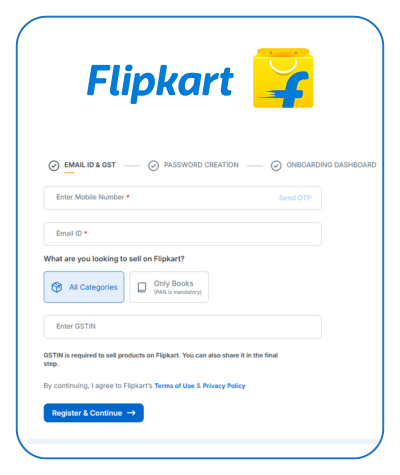 Flipkart
EMAIL ID & GST
PASSWORD CREATION
ONBOARDING DASHBOARD
Enter Mobile Number *
Send OTP
Email ID *
What are you looking to sell on Flipkart?
All Categories
Only Books
(PAN is mandatory)
Enter GSTIN
GSTIN is required to sell products on Flipkart. You can also share it in the final
step.
By continuing, I agree to Flipkart's Terms of Use & Privacy Policy
Register & Continue →